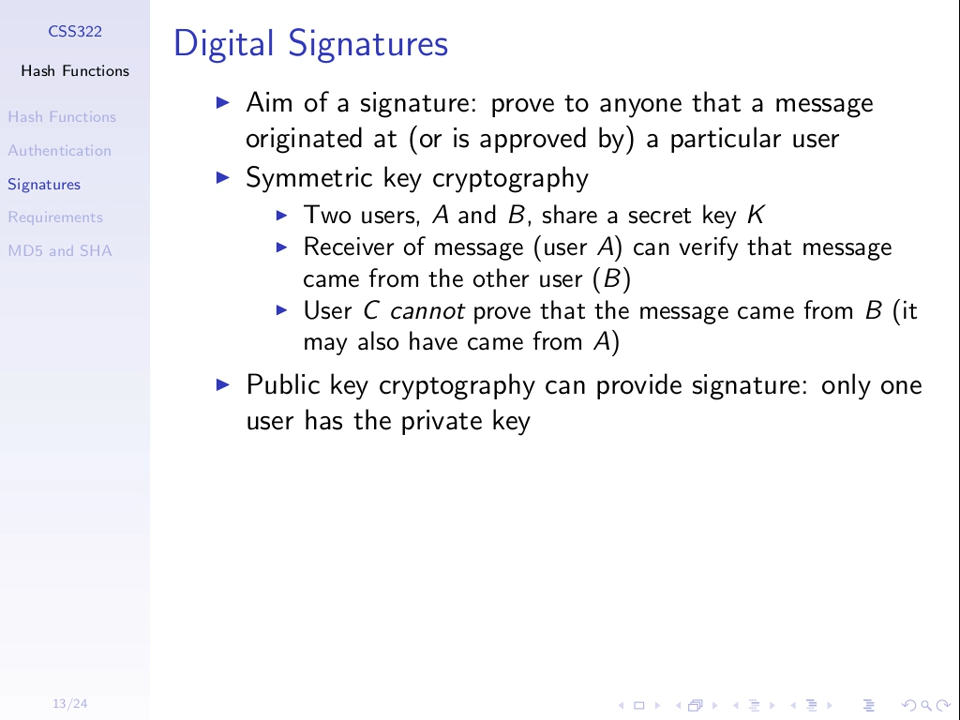 CSS322
Hash Functions
Hash Functions
Authentication
Signatures
Requirements
MD5 and SHA
13/24
Digital Signatures
Aim of a signature: prove to anyone that a message
originated at (or is approved by) a particular user
Symmetric key cryptography
Two users, A and B, share a secret key K
Receiver of message (user A) can verify that message
came from the other user (B)
User C cannot prove that the message came from B (it
may also have came from A)
Public key cryptography can provide signature: only one
user has the private key